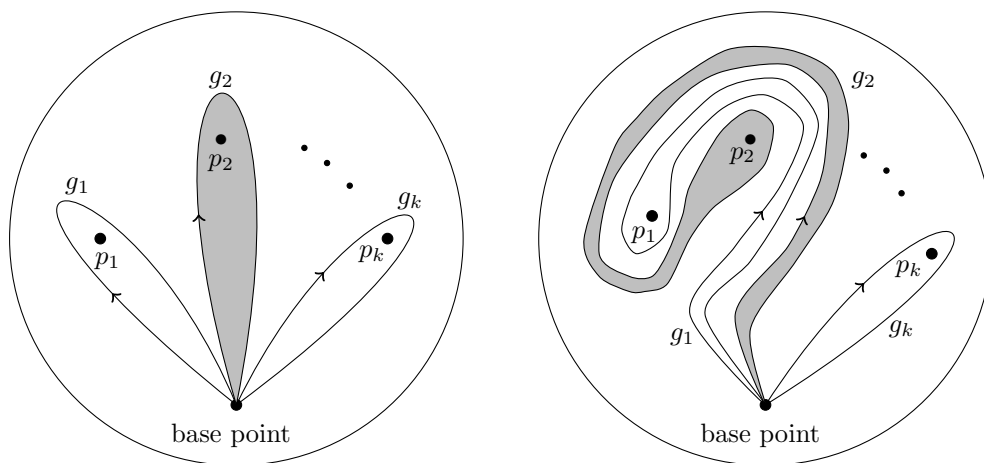 g₂
p₂
g₁
p₁
gₖ
pₖ
base point
g₂
p₂
p₁
pₖ
g₁
gₖ
base point